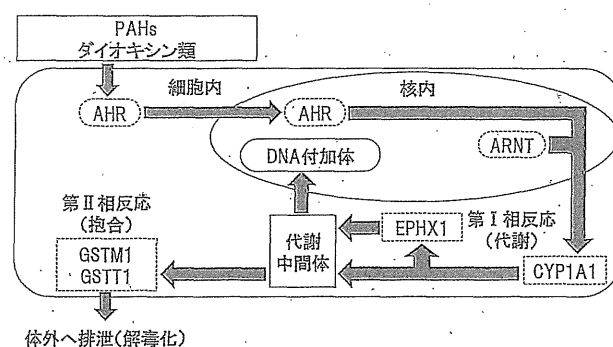 PAHs
ダイオキシン類
細胞内
核内
AHR
AHR
ARNT
DNA付加体
第Ⅱ相反応
(抱合)
GSTM1
GSTT1
代謝
中間体
EPHX1
第Ⅰ相反応
(代謝)
CYP1A1
体外へ排泄(解毒化)